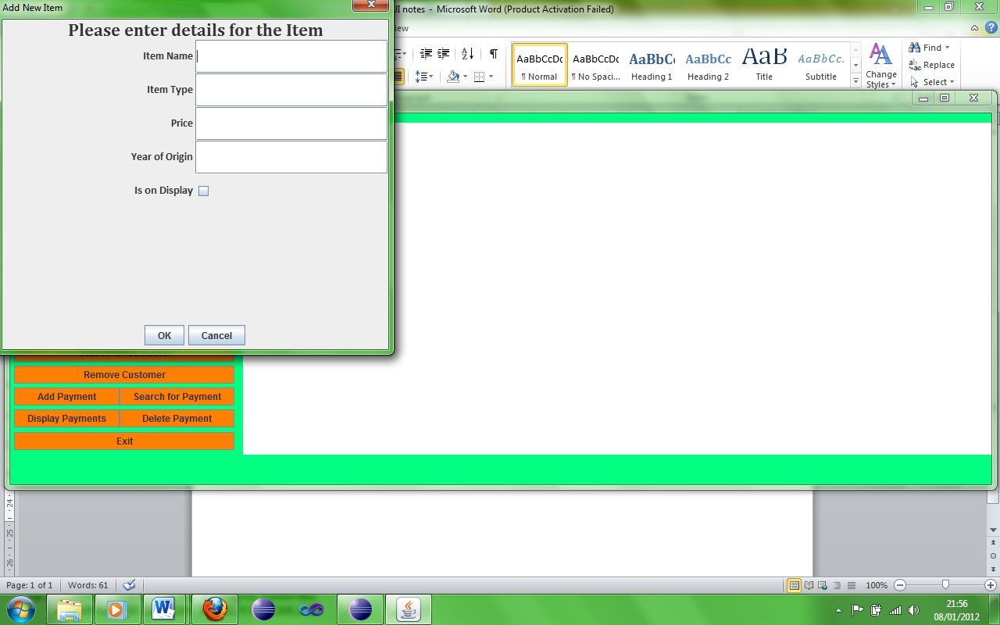 Add New Item
UI notes - Microsoft Word (Product Activation Failed)
Please enter details for the Item
Item Name
Item Type
Price
Year of Origin
Is on Display
OK Cancel
AaBbCcDc AaBbCcDc AaBbCc AaBbCc AaB AaBbCc.
¶ Normal ¶ No Spaci... Heading 1 Heading 2 Title Subtitle
Change
Styles
Find
Replace
Select
Remove Customer
Add Payment Search for Payment
Display Payments Delete Payment
Exit
24
25
26
Page: 1 of 1 Words: 61 100%
21:56
08/01/2012